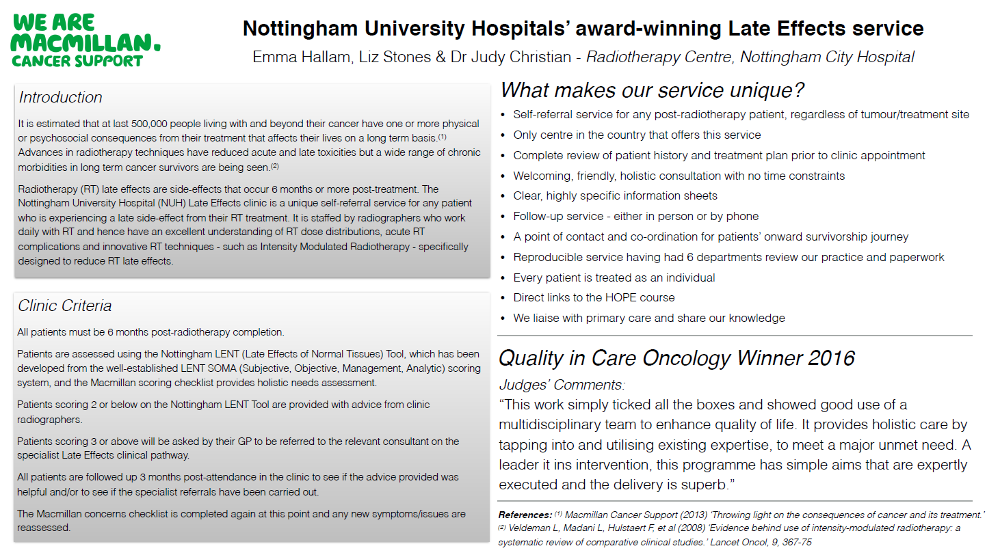 WE ARE
MACMILLAN.
CANCER SUPPORT
Nottingham University Hospitals' award-winning Late Effects service
Emma Hallam, Liz Stones & Dr Judy Christian - Radiotherapy Centre, Nottingham City Hospital
Introduction
It is estimated that at last 500,000 people living with and beyond their cancer have one or more physical
or psychosocial consequences from their treatment that affects their lives on a long term basis.(1)
Advances in radiotherapy techniques have reduced acute and late toxicities but a wide range of chronic
morbidities in long term cancer survivors are being seen.(2)
Radiotherapy (RT) late effects are side-effects that occur 6 months or more post-treatment. The
Nottingham University Hospital (NUH) Late Effects clinic is a unique self-referral service for any patient
who is experiencing a late side-effect from their RT treatment. It is staffed by radiographers who work
daily with RT and hence have an excellent understanding of RT dose distributions, acute RT
complications and innovative RT techniques - such as Intensity Modulated Radiotherapy - specifically
designed to reduce RT late effects.
Clinic Criteria
All patients must be 6 months post-radiotherapy completion.
Patients are assessed using the Nottingham LENT (Late Effects of Normal Tissues) Tool, which has been
developed from the well-established LENT SOMA (Subjective, Objective, Management, Analytic) scoring
system, and the Macmillan scoring checklist provides holistic needs assessment.
Patients scoring 2 or below on the Nottingham LENT Tool are provided with advice from clinic
radiographers.
Patients scoring 3 or above will be asked by their GP to be referred to the relevant consultant on the
specialist Late Effects clinical pathway.
All patients are followed up 3 months post-attendance in the clinic to see if the advice provided was
helpful and/or to see if the specialist referrals have been carried out.
The Macmillan concerns checklist is completed again at this point and any new symptoms/issues are
reassessed.
What makes our service unique?
• Self-referral service for any post-radiotherapy patient, regardless of tumour/treatment site
• Only centre in the country that offers this service
• Complete review of patient history and treatment plan prior to clinic appointment
• Welcoming, friendly, holistic consultation with no time constraints
• Clear, highly specific information sheets
• Follow-up service - either in person or by phone
• A point of contact and co-ordination for patients' onward survivorship journey
• Reproducible service having had 6 departments review our practice and paperwork
• Every patient is treated as an individual
• Direct links to the HOPE course
• We liaise with primary care and share our knowledge
Quality in Care Oncology Winner 2016
Judges' Comments:
“This work simply ticked all the boxes and showed good use of a
multidisciplinary team to enhance quality of life. It provides holistic care by
tapping into and utilising existing expertise, to meet a major unmet need. A
leader it ins intervention, this programme has simple aims that are expertly
executed and the delivery is superb.”
References: (1) Macmillan Cancer Support (2013) ‘Throwing light on the consequences of cancer and its treatment.’
(2) Veldeman L, Madani L, Hulstaert F, et al (2008) ‘Evidence behind use of intensity-modulated radiotherapy: a
systematic review of comparative clinical studies.’ Lancet Oncol, 9, 367-75